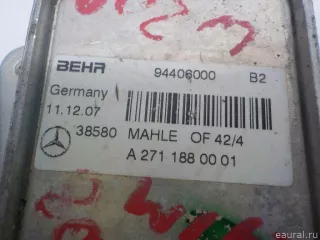 BEHR 94406000 B2
Germany
11.12.07
38580 MAHLE OF 42/4
A 271 188 00 01
eaural.ru